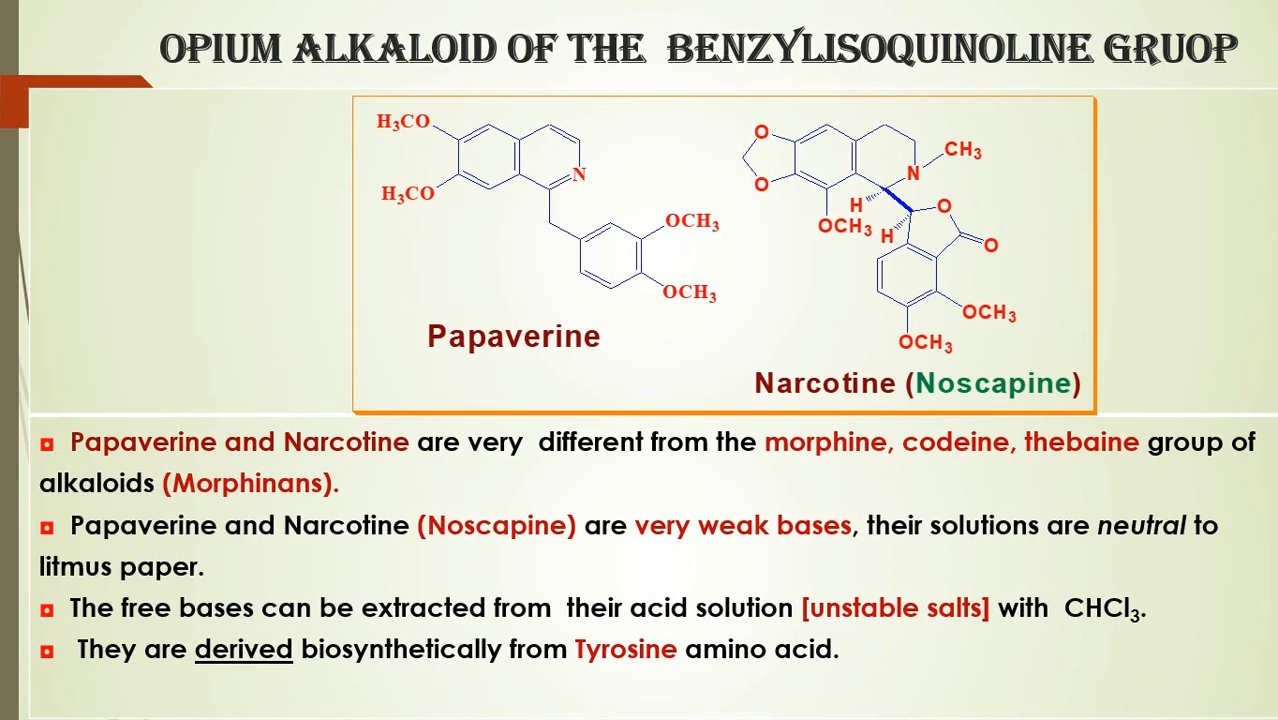 OPIUM ALKALOID OF THE BENZYLISOQUINOLINE GRUOP
H₃CO
H₃CO
N
OCH₃
OCH₃
Papaverine
O
O
N
CH₃
H
OCH₃
H
O
O
OCH₃
OCH₃
Narcotine (Noscapine)
Papaverine and Narcotine are very different from the morphine, codeine, thebaine group of
alkaloids (Morphinans).
Papaverine and Narcotine (Noscapine) are very weak bases, their solutions are neutral to
litmus paper.
The free bases can be extracted from their acid solution [unstable salts] with CHCl₃.
They are derived biosynthetically from Tyrosine amino acid.